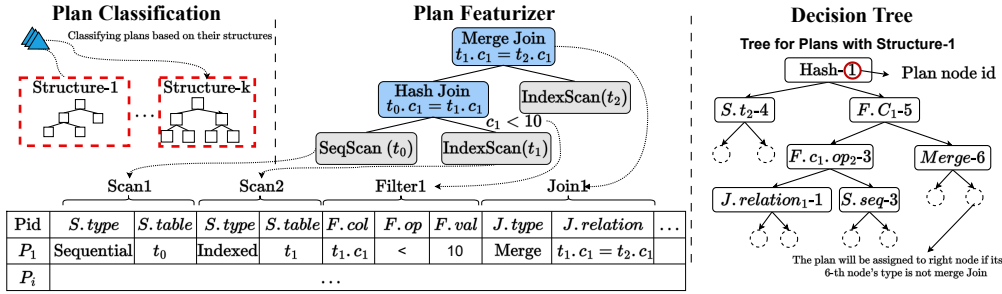 Plan Classification
Classifying plans based on their structures
Structure-1
...
Structure-k
Plan Featurizer
Merge Join
t₁.c₁ = t₂.c₁
Hash Join
t₀.c₁ = t₁.c₁
IndexScan(t₂)
c₁ < 10
SeqScan (t₀)
IndexScan(t₁)
Scan1 Scan2 Filter1 Join1
Pid S.type S.table S.type S.table F.col F.op F.val J.type J.relation ...
P₁ Sequential t₀ Indexed t₁ t₁.c₁ < 10 Merge t₁.c₁ = t₂.c₁
Pᵢ ...
Decision Tree
Tree for Plans with Structure-1
Hash-1
Plan node id
S.t₂-4
F.C₁-5
F.c₁.op₂-3
Merge-6
J.relation₁-1
S.seq-3
The plan will be assigned to right node if its
6-th node's type is not merge Join